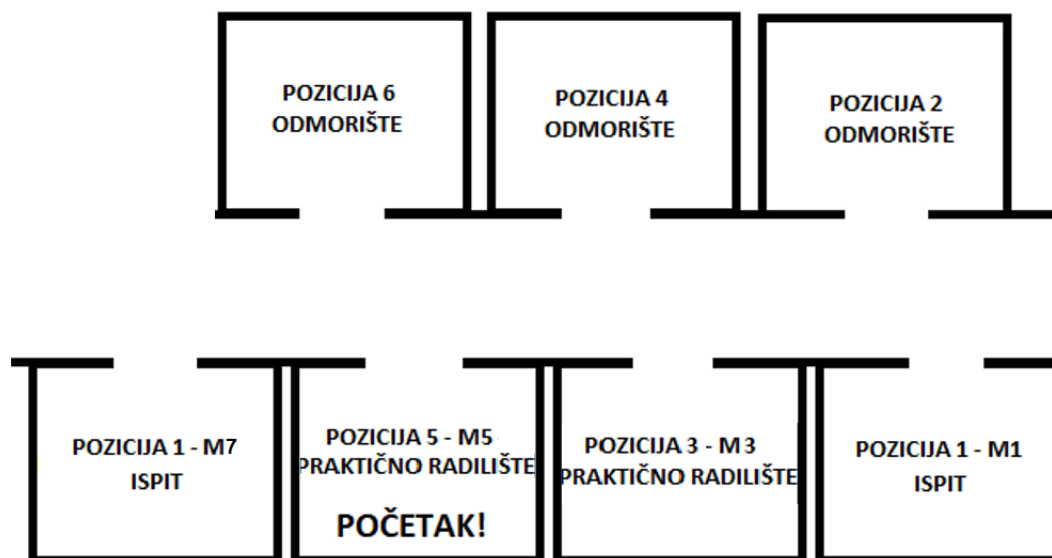 POZICIJA 6
ODMORIŠTE
POZICIJA 4
ODMORIŠTE
POZICIJA 2
ODMORIŠTE
POZICIJA 1 - M7
ISPIT
POZICIJA 5 - M5
PRAKTIČNO RADILIŠTE
POČETAK!
POZICIJA 3 - M3
PRAKTIČNO RADILIŠTE
POZICIJA 1 - M1
ISPIT